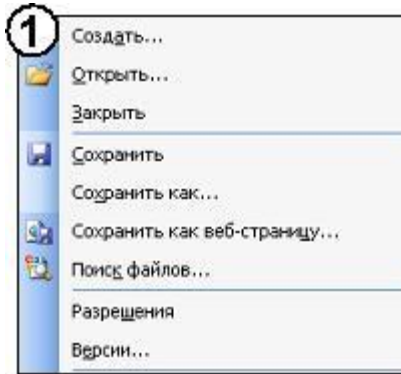 1
Создать...
Открыть...
Закрыть
Сохранить
Сохранить как...
Сохранить как веб-страницу...
Поиск файлов...
Разрешения
Версии...